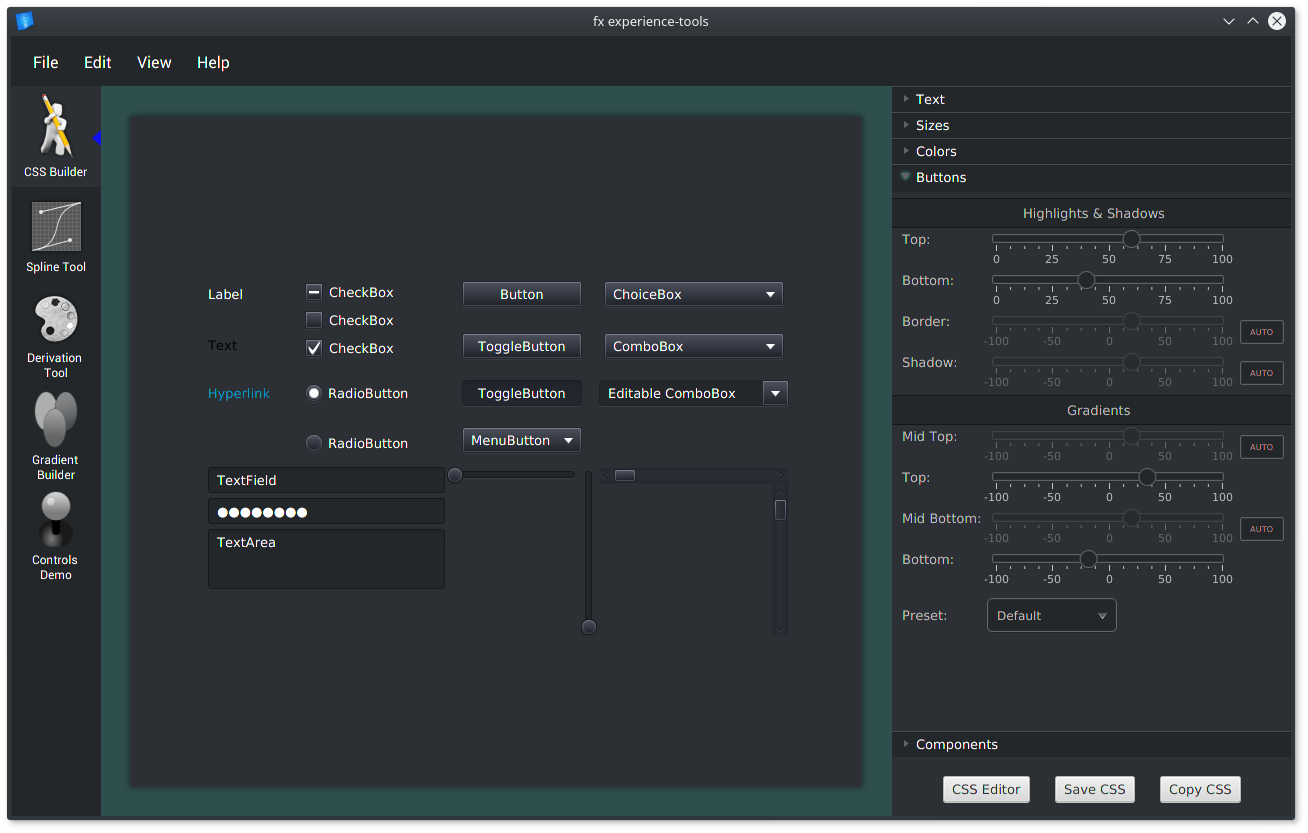 fx experience-tools
File Edit View Help
CSS Builder
Spline Tool
Derivation
Tool
Gradient
Builder
Controls
Demo
Label
CheckBox
Button
ChoiceBox
CheckBox
Text
CheckBox
ToggleButton
ComboBox
Hyperlink
RadioButton
ToggleButton
Editable ComboBox
RadioButton
MenuButton
TextField
TextArea
Text
Sizes
Colors
Buttons
Highlights & Shadows
Top:
0 25 50 75 100
Bottom:
0 25 50 75 100
Border:
-100 -50 0 50 100
AUTO
Shadow:
-100 -50 0 50 100
AUTO
Gradients
Mid Top:
-100 -50 0 50 100
AUTO
Top:
-100 -50 0 50 100
Mid Bottom:
-100 -50 0 50 100
AUTO
Bottom:
-100 -50 0 50 100
Preset:
Default
Components
CSS Editor
Save CSS
Copy CSS